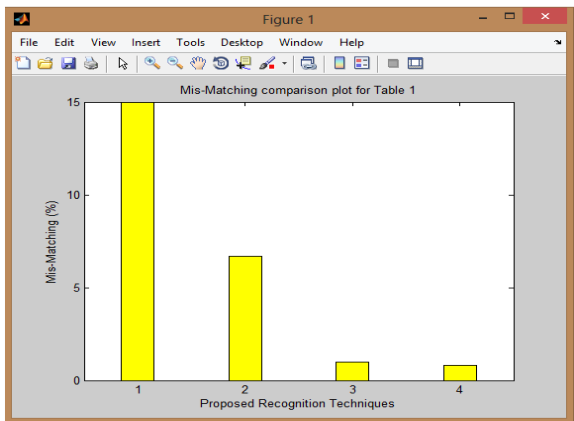 Figure 1
File Edit View Insert Tools Desktop Window Help
Mis-Matching comparison plot for Table 1
15
10
5
0
Mis-Matching (%)
1 2 3 4
Proposed Recognition Techniques